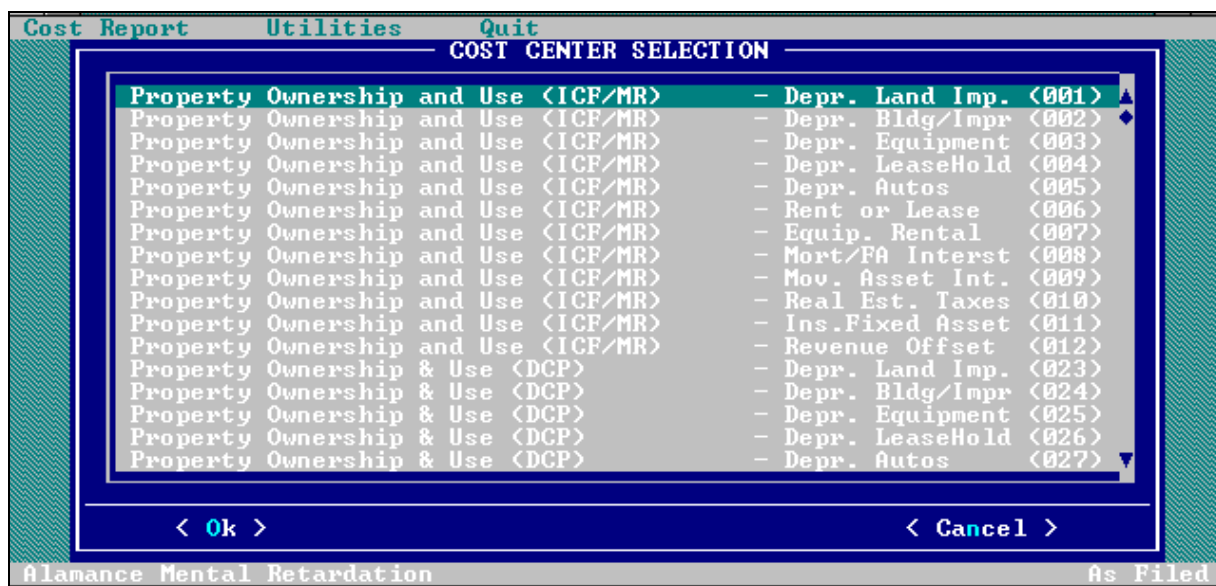 Cost Report Utilities Quit
COST CENTER SELECTION
Property Ownership and Use (ICF/MR) - Depr. Land Imp. (001)
Property Ownership and Use (ICF/MR) - Depr. Bldg/Impr (002)
Property Ownership and Use (ICF/MR) - Depr. Equipment (003)
Property Ownership and Use (ICF/MR) - Depr. LeaseHold (004)
Property Ownership and Use (ICF/MR) - Depr. Autos (005)
Property Ownership and Use (ICF/MR) - Rent or Lease (006)
Property Ownership and Use (ICF/MR) - Equip. Rental (007)
Property Ownership and Use (ICF/MR) - Mort/FA Interst (008)
Property Ownership and Use (ICF/MR) - Mov. Asset Int. (009)
Property Ownership and Use (ICF/MR) - Real Est. Taxes (010)
Property Ownership and Use (ICF/MR) - Ins.Fixed Asset (011)
Property Ownership and Use (ICF/MR) - Revenue Offset (012)
Property Ownership & Use (DCP) - Depr. Land Imp. (023)
Property Ownership & Use (DCP) - Depr. Bldg/Impr (024)
Property Ownership & Use (DCP) - Depr. Equipment (025)
Property Ownership & Use (DCP) - Depr. LeaseHold (026)
Property Ownership & Use (DCP) - Depr. Autos (027)
< Ok > < Cancel >
Alamance Mental Retardation As Filed